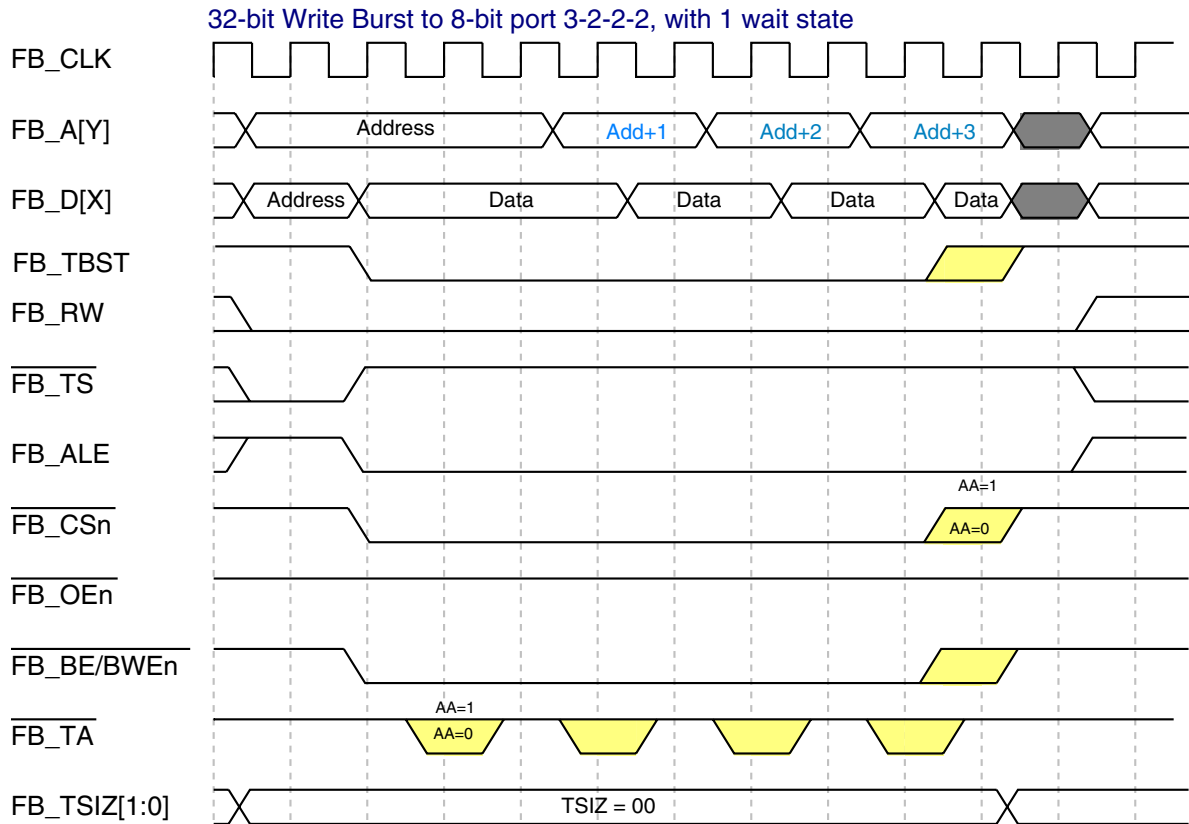 32-bit Write Burst to 8-bit port 3-2-2-2, with 1 wait state
FB_CLK
FB_A[Y] Address Add+1 Add+2 Add+3
FB_D[X] Address Data Data Data Data
FB_TBST
FB_RW
FB_TS
FB_ALE
AA=1
FB_CSn AA=0
FB_OEn
FB_BE/BWEn
AA=1
FB_TA AA=0
FB_TSIZ[1:0] TSIZ = 00